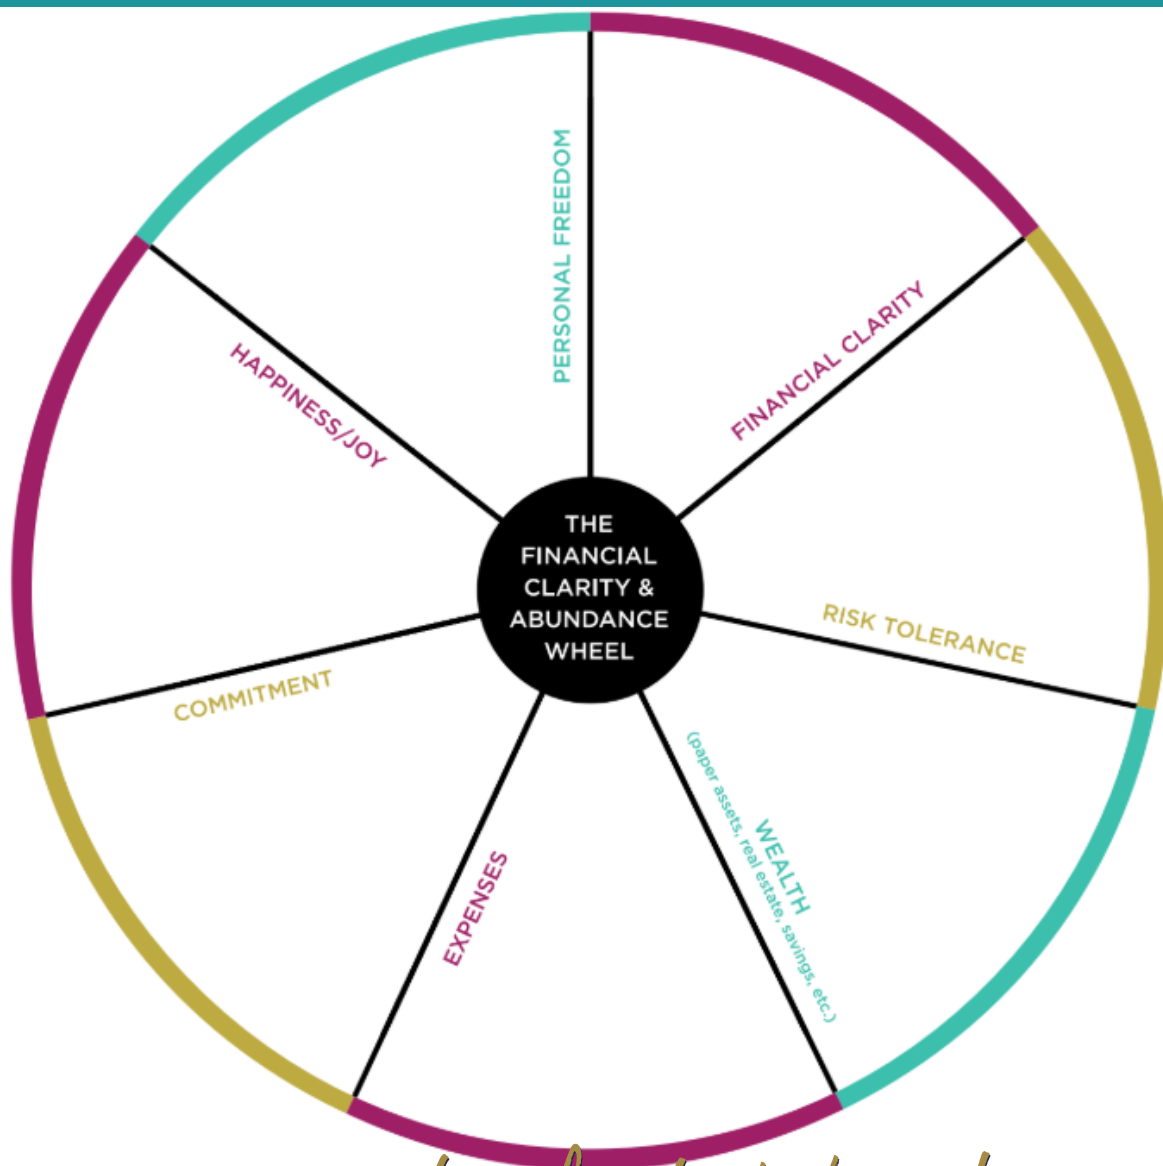 PERSONAL FREEDOM
FINANCIAL CLARITY
HAPPINESS/JOY
THE
FINANCIAL
CLARITY &
ABUNDANCE
WHEEL
RISK TOLERANCE
COMMITMENT
WEALTH
(paper assets, real estate, savings, etc.)
EXPENSES